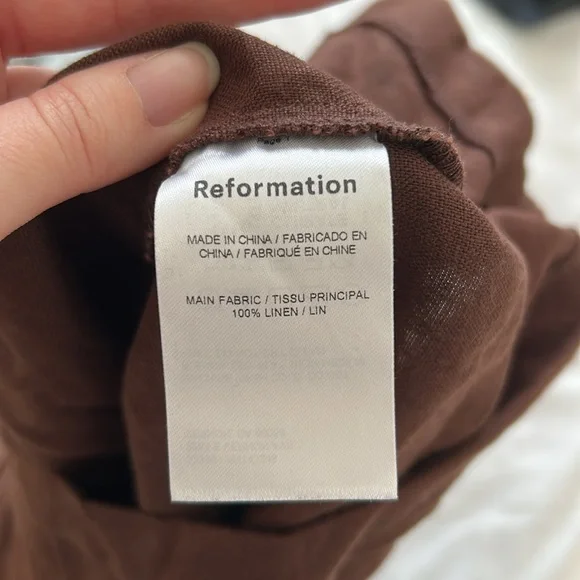 Reformation
MADE IN CHINA / FABRICADO EN
CHINA / FABRIQUÉ EN CHINE
MAIN FABRIC / TISSU PRINCIPAL
100% LINEN / LIN